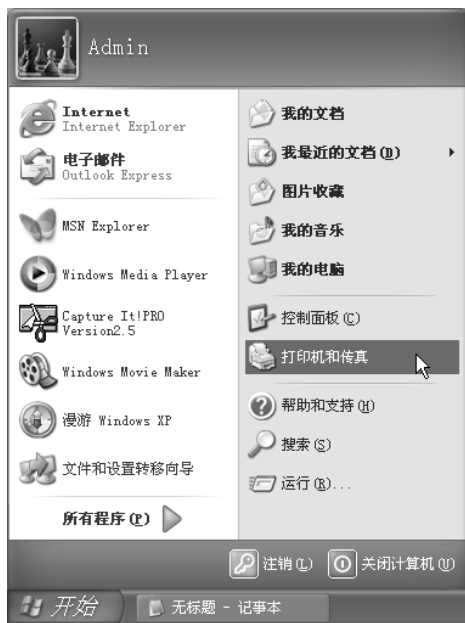 Admin
Internet
Internet Explorer
电子邮件
Outlook Express
MSN Explorer
Windows Media Player
Capture It!PRO
Version2.5
Windows Movie Maker
漫游 Windows XP
文件和设置转移向导
所有程序(P)
我的文档
我最近的文档(D)
图片收藏
我的音乐
我的电脑
控制面板(C)
打印机和传真
帮助和支持(H)
搜索(S)
运行(R)...
注销(L)
关闭计算机(U)
开始
无标题 - 记事本